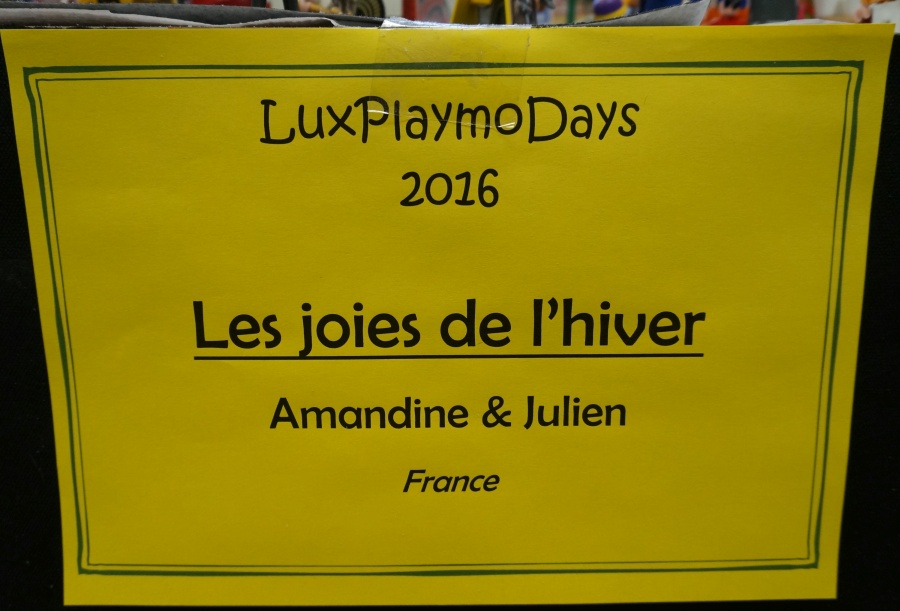 LuxPlaymoDays
2016
Les joies de l'hiver
Amandine & Julien
France